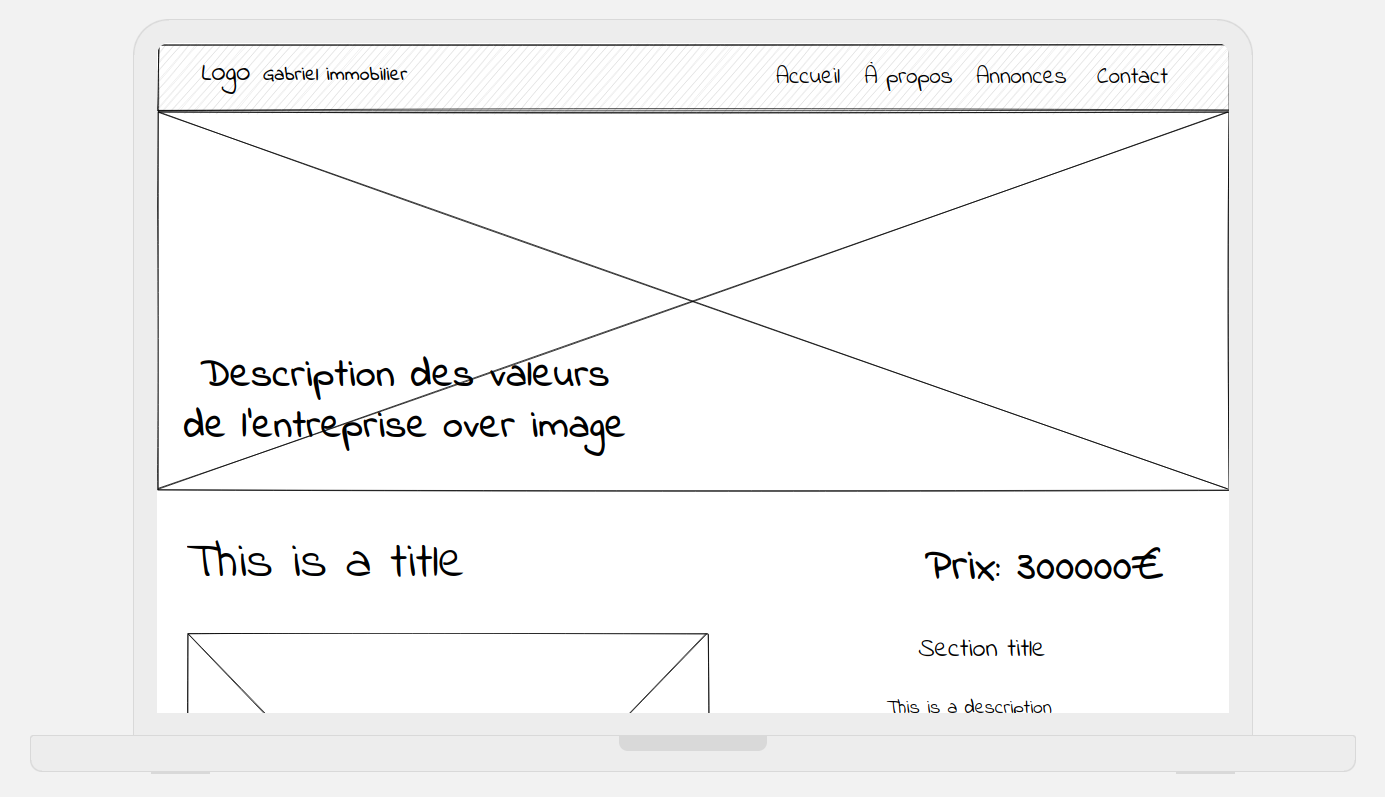 Logo Gabriel immobilier
Accueil À propos Annonces Contact
Description des valeurs
de l'entreprise over image
This is a title
Prix: 300000€
Section title
This is a description